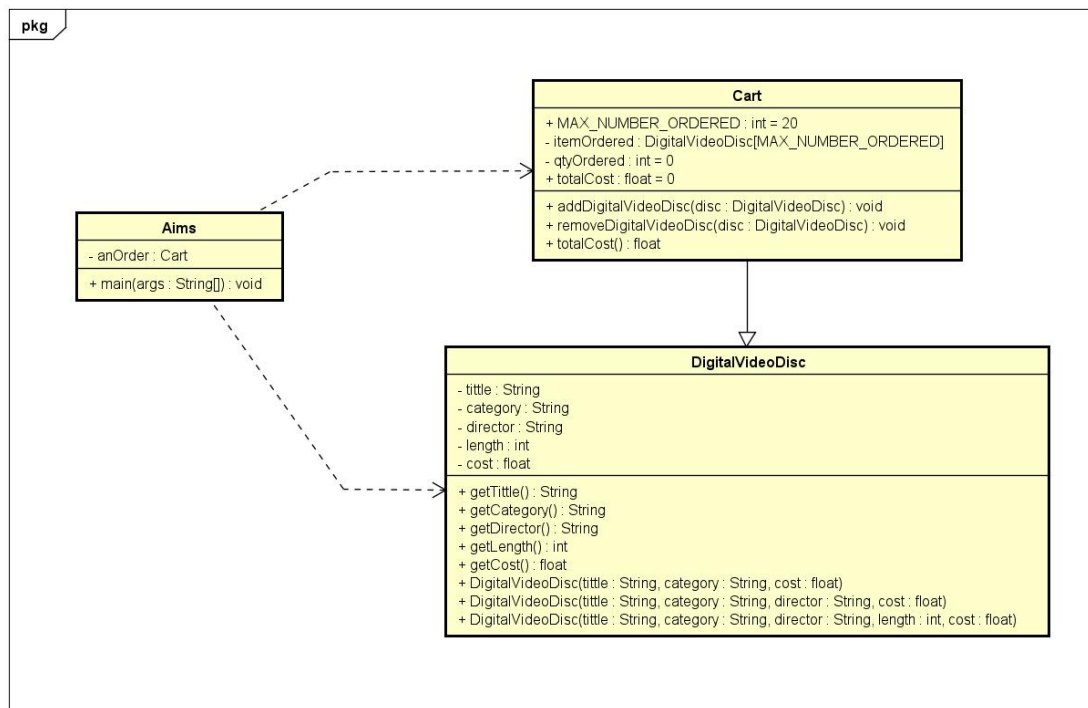 pkg
Cart
+ MAX_NUMBER_ORDERED : int = 20
- itemOrdered : DigitalVideoDisc[MAX_NUMBER_ORDERED]
- qtyOrdered : int = 0
+ totalCost : float = 0
+ addDigitalVideoDisc(disc : DigitalVideoDisc) : void
+ removeDigitalVideoDisc(disc : DigitalVideoDisc) : void
+ totalCost() : float
Aims
- anOrder : Cart
+ main(args : String[]) : void
DigitalVideoDisc
- tittle : String
- category : String
- director : String
- length : int
- cost : float
+ getTittle() : String
+ getCategory() : String
+ getDirector() : String
+ getLength() : int
+ getCost() : float
+ DigitalVideoDisc(tittle : String, category : String, cost : float)
+ DigitalVideoDisc(tittle : String, category : String, director : String, cost : float)
+ DigitalVideoDisc(tittle : String, category : String, director : String, length : int, cost : float)